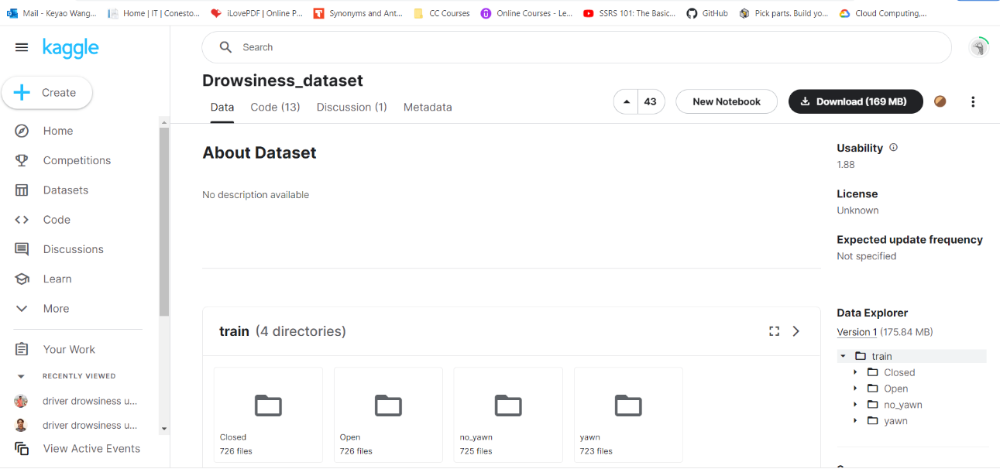 Mail - Keyao Wang... Home | IT | Conesto... iLovePDF | Online P... Synonyms and Ant... CC Courses Online Courses - Le... SSRS 101: The Basic... GitHub Pick parts. Build yo... Cloud Computing,...
kaggle
Search
Create
Home
Competitions
Datasets
Code
Discussions
Learn
More
Your Work
RECENTLY VIEWED
driver drowsiness u...
driver drowsiness u...
View Active Events
Drowsiness_dataset
43 New Notebook Download (169 MB)
Data Code (13) Discussion (1) Metadata
About Dataset
No description available
Usability
1.88
License
Unknown
Expected update frequency
Not specified
train (4 directories)
Closed
726 files
Open
726 files
no_yawn
725 files
yawn
723 files
Data Explorer
Version 1 (175.84 MB)
train
Closed
Open
no_yawn
yawn